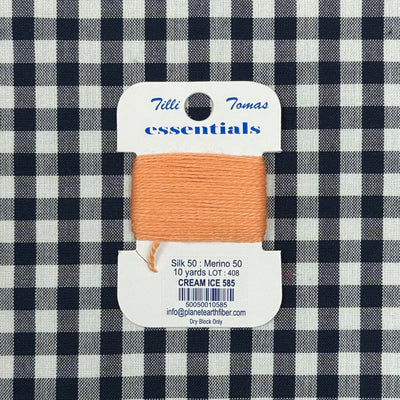 Tilli Tomas
essentials
Silk 50 : Merino 50
10 yards LOT : 408
CREAM ICE 585
50050010585
info@planetearthfiber.com
Dry Block Only